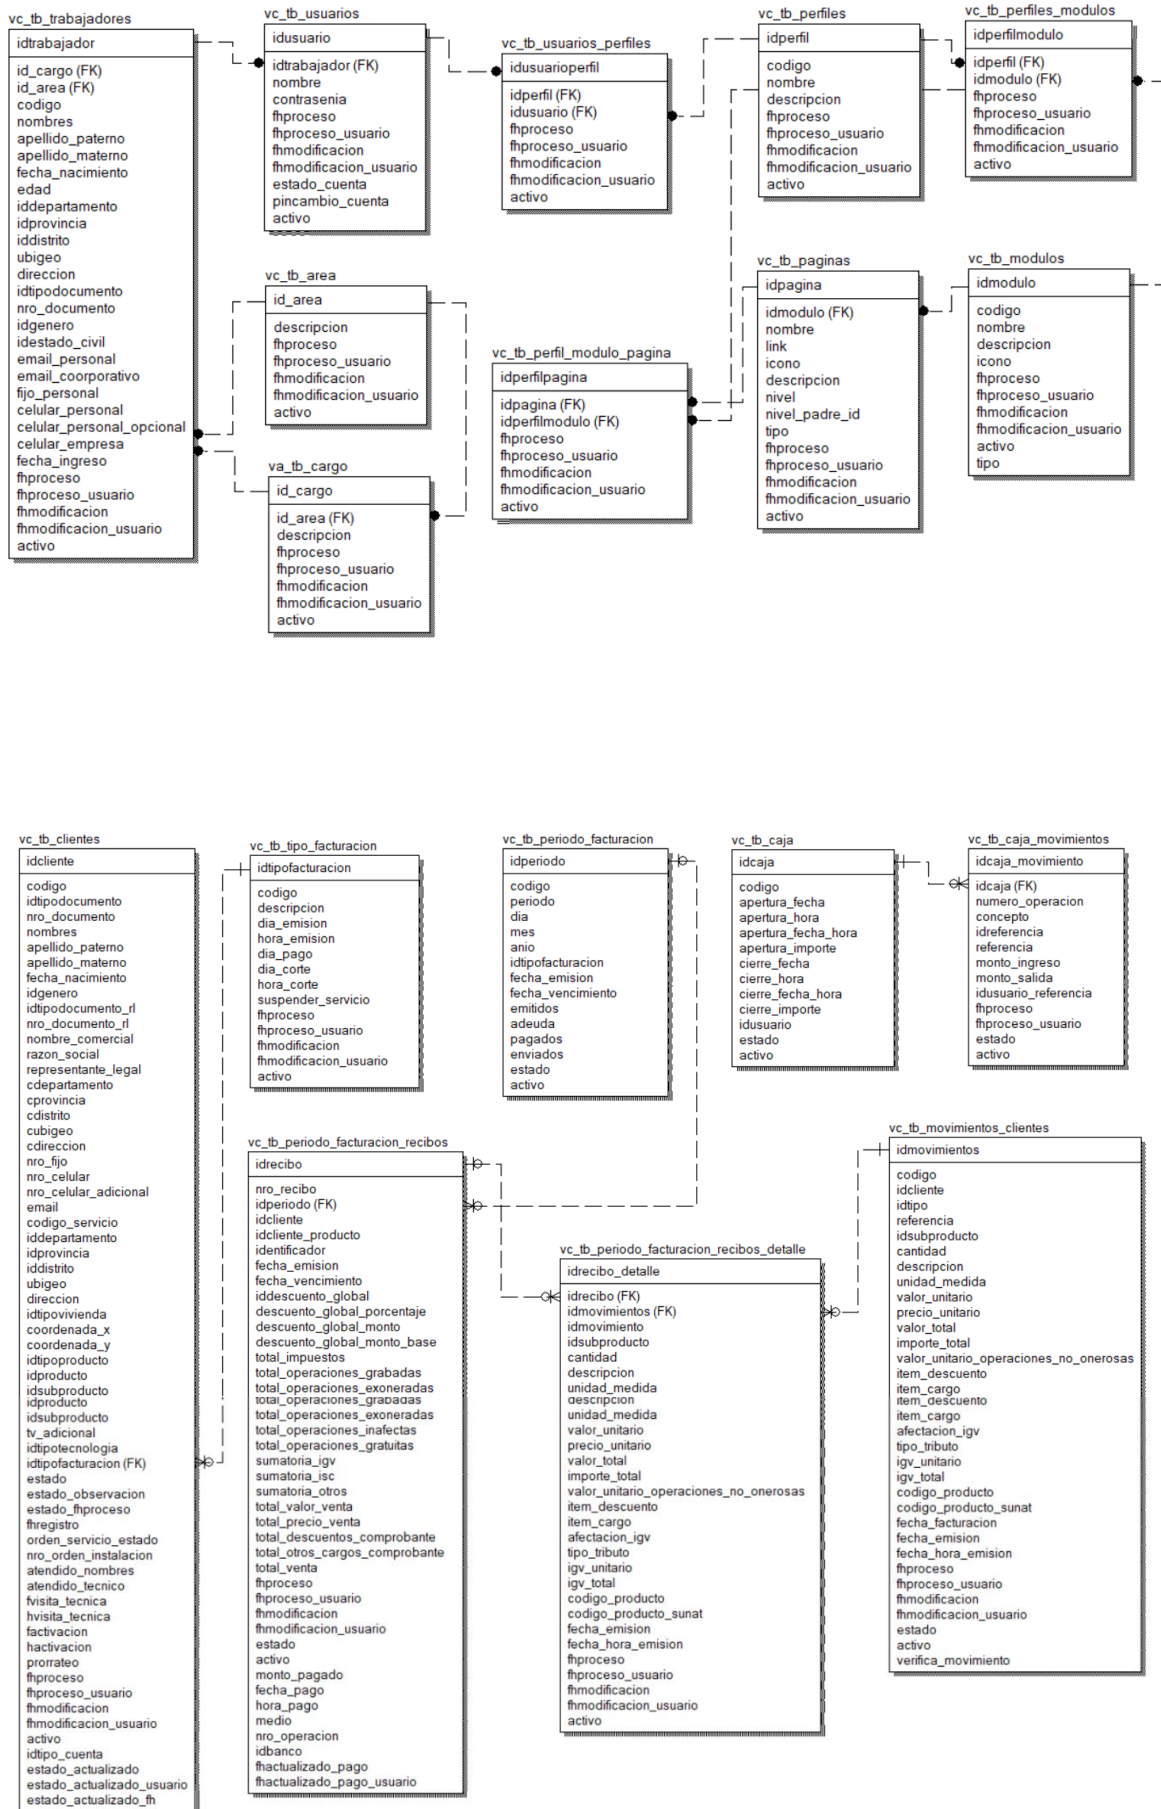 vc_tb_trabajadores
idtrabajador
id_cargo (FK)
id_area (FK)
codigo
nombres
apellido_paterno
apellido_materno
fecha_nacimiento
edad
iddepartamento
idprovincia
iddistrito
ubigeo
direccion
idtipodocumento
nro_documento
idgenero
idestado_civil
email_personal
email_coorporativo
fijo_personal
celular_personal
celular_personal_opcional
celular_empresa
fecha_ingreso
fhproceso
fhproceso_usuario
fhmodificacion
fhmodificacion_usuario
activo
vc_tb_usuarios
idusuario
idtrabajador (FK)
nombre
contrasenia
fhproceso
fhproceso_usuario
fhmodificacion
fhmodificacion_usuario
estado_cuenta
pincambio_cuenta
activo
vc_tb_usuarios_perfiles
idusuarioperfil
idperfil (FK)
idusuario (FK)
fhproceso
fhproceso_usuario
fhmodificacion
fhmodificacion_usuario
activo
vc_tb_perfiles
idperfil
codigo
nombre
descripcion
fhproceso
fhproceso_usuario
fhmodificacion
fhmodificacion_usuario
activo
vc_tb_perfiles_modulos
idperfilmodulo
idperfil (FK)
idmodulo (FK)
fhproceso
fhproceso_usuario
fhmodificacion
fhmodificacion_usuario
activo
vc_tb_area
id_area
descripcion
fhproceso
fhproceso_usuario
fhmodificacion
fhmodificacion_usuario
activo
va_tb_cargo
id_cargo
id_area (FK)
descripcion
fhproceso
fhproceso_usuario
fhmodificacion
fhmodificacion_usuario
activo
vc_tb_perfil_modulo_pagina
idperfilpagina
idpagina (FK)
idperfilmodulo (FK)
fhproceso
fhproceso_usuario
fhmodificacion
fhmodificacion_usuario
activo
vc_tb_paginas
idpagina
idmodulo (FK)
nombre
link
icono
descripcion
nivel
nivel_padre_id
tipo
fhproceso
fhproceso_usuario
fhmodificacion
fhmodificacion_usuario
activo
vc_tb_modulos
idmodulo
codigo
nombre
descripcion
icono
fhproceso
fhproceso_usuario
fhmodificacion
fhmodificacion_usuario
activo
tipo
vc_tb_clientes
idcliente
codigo
idtipodocumento
nro_documento
nombres
apellido_paterno
apellido_materno
fecha_nacimiento
idgenero
idtipodocumento_rl
nro_documento_rl
nombre_comercial
razon_social
representante_legal
cdepartamento
cprovincia
cdistrito
cubigeo
cdireccion
nro_fijo
nro_celular
nro_celular_adicional
email
codigo_servicio
iddepartamento
idprovincia
iddistrito
ubigeo
direccion
idtipovivienda
coordenada_x
coordenada_y
idtipoproducto
idproducto
idsubproducto
idproducto
idsubproducto
tv_adicional
idtipotecnologia
idtipofacturacion (FK)
estado
estado_observacion
estado_fhproceso
fhregistro
orden_servicio_estado
nro_orden_instalacion
atendido_nombres
atendido_tecnico
fvisita_tecnica
hvisita_tecnica
factivacion
hactivacion
prorrateo
fhproceso
fhproceso_usuario
fhmodificacion
fhmodificacion_usuario
activo
idtipo_cuenta
estado_actualizado
estado_actualizado_usuario
estado_actualizado_fh
vc_tb_tipo_facturacion
idtipofacturacion
codigo
descripcion
dia_emision
hora_emision
dia_pago
dia_corte
hora_corte
suspender_servicio
fhproceso
fhproceso_usuario
fhmodificacion
fhmodificacion_usuario
activo
vc_tb_periodo_facturacion
idperiodo
codigo
periodo
dia
mes
anio
idtipofacturacion
fecha_emision
fecha_vencimiento
emitidos
adeuda
pagados
enviados
estado
activo
vc_tb_caja
idcaja
codigo
apertura_fecha
apertura_hora
apertura_fecha_hora
apertura_importe
cierre_fecha
cierre_hora
cierre_fecha_hora
cierre_importe
idusuario
estado
activo
vc_tb_caja_movimientos
idcaja_movimiento
idcaja (FK)
numero_operacion
concepto
idreferencia
referencia
monto_ingreso
monto_salida
idusuario_referencia
fhproceso
fhproceso_usuario
estado
activo
vc_tb_periodo_facturacion_recibos
idrecibo
nro_recibo
idperiodo (FK)
idcliente
idcliente_producto
identificador
fecha_emision
fecha_vencimiento
iddescuento_global
descuento_global_porcentaje
descuento_global_monto
descuento_global_monto_base
total_impuestos
total_operaciones_grabadas
total_operaciones_exoneradas
total_operaciones_grabadas
total_operaciones_exoneradas
total_operaciones_inafectas
total_operaciones_gratuitas
sumatoria_igv
sumatoria_isc
sumatoria_otros
total_valor_venta
total_precio_venta
total_descuentos_comprobante
total_otros_cargos_comprobante
total_venta
fhproceso
fhproceso_usuario
fhmodificacion
fhmodificacion_usuario
estado
activo
monto_pagado
fecha_pago
hora_pago
medio
nro_operacion
idbanco
fhactualizado_pago
fhactualizado_pago_usuario
vc_tb_periodo_facturacion_recibos_detalle
idrecibo_detalle
idrecibo (FK)
idmovimientos (FK)
idmovimiento
idsubproducto
cantidad
descripcion
unidad_medida
descripcion
unidad_medida
valor_unitario
precio_unitario
valor_total
importe_total
valor_unitario_operaciones_no_onerosas
item_descuento
item_cargo
afectacion_igv
tipo_tributo
igv_unitario
igv_total
codigo_producto
codigo_producto_sunat
fecha_emision
fecha_hora_emision
fhproceso
fhproceso_usuario
fhmodificacion
fhmodificacion_usuario
activo
vc_tb_movimientos_clientes
idmovimientos
codigo
idcliente
idtipo
referencia
idsubproducto
cantidad
descripcion
unidad_medida
valor_unitario
precio_unitario
valor_total
importe_total
valor_unitario_operaciones_no_onerosas
item_descuento
item_cargo
item_descuento
item_cargo
afectacion_igv
tipo_tributo
igv_unitario
igv_total
codigo_producto
codigo_producto_sunat
fecha_facturacion
fecha_emision
fecha_hora_emision
fhproceso
fhproceso_usuario
fhmodificacion
fhmodificacion_usuario
estado
activo
verifica_movimiento